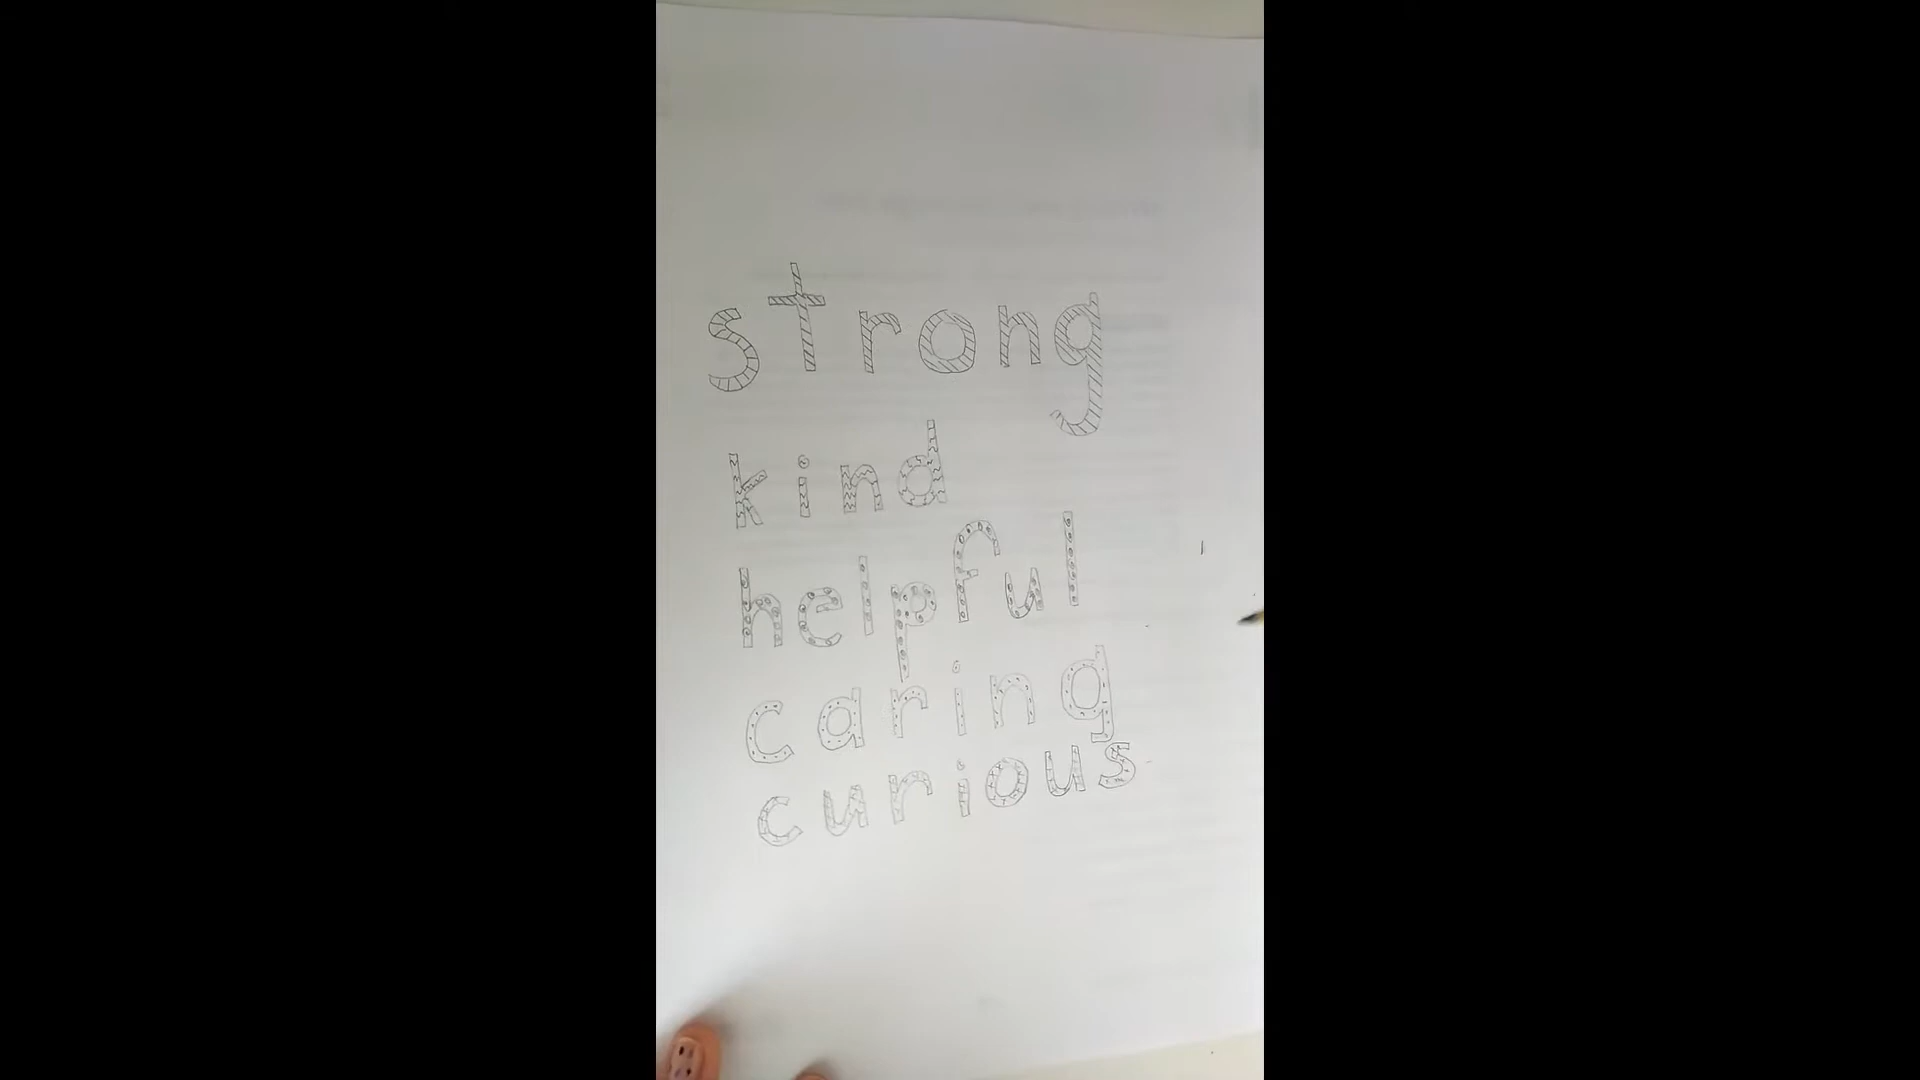 strong
kind
helpful
caring
curious